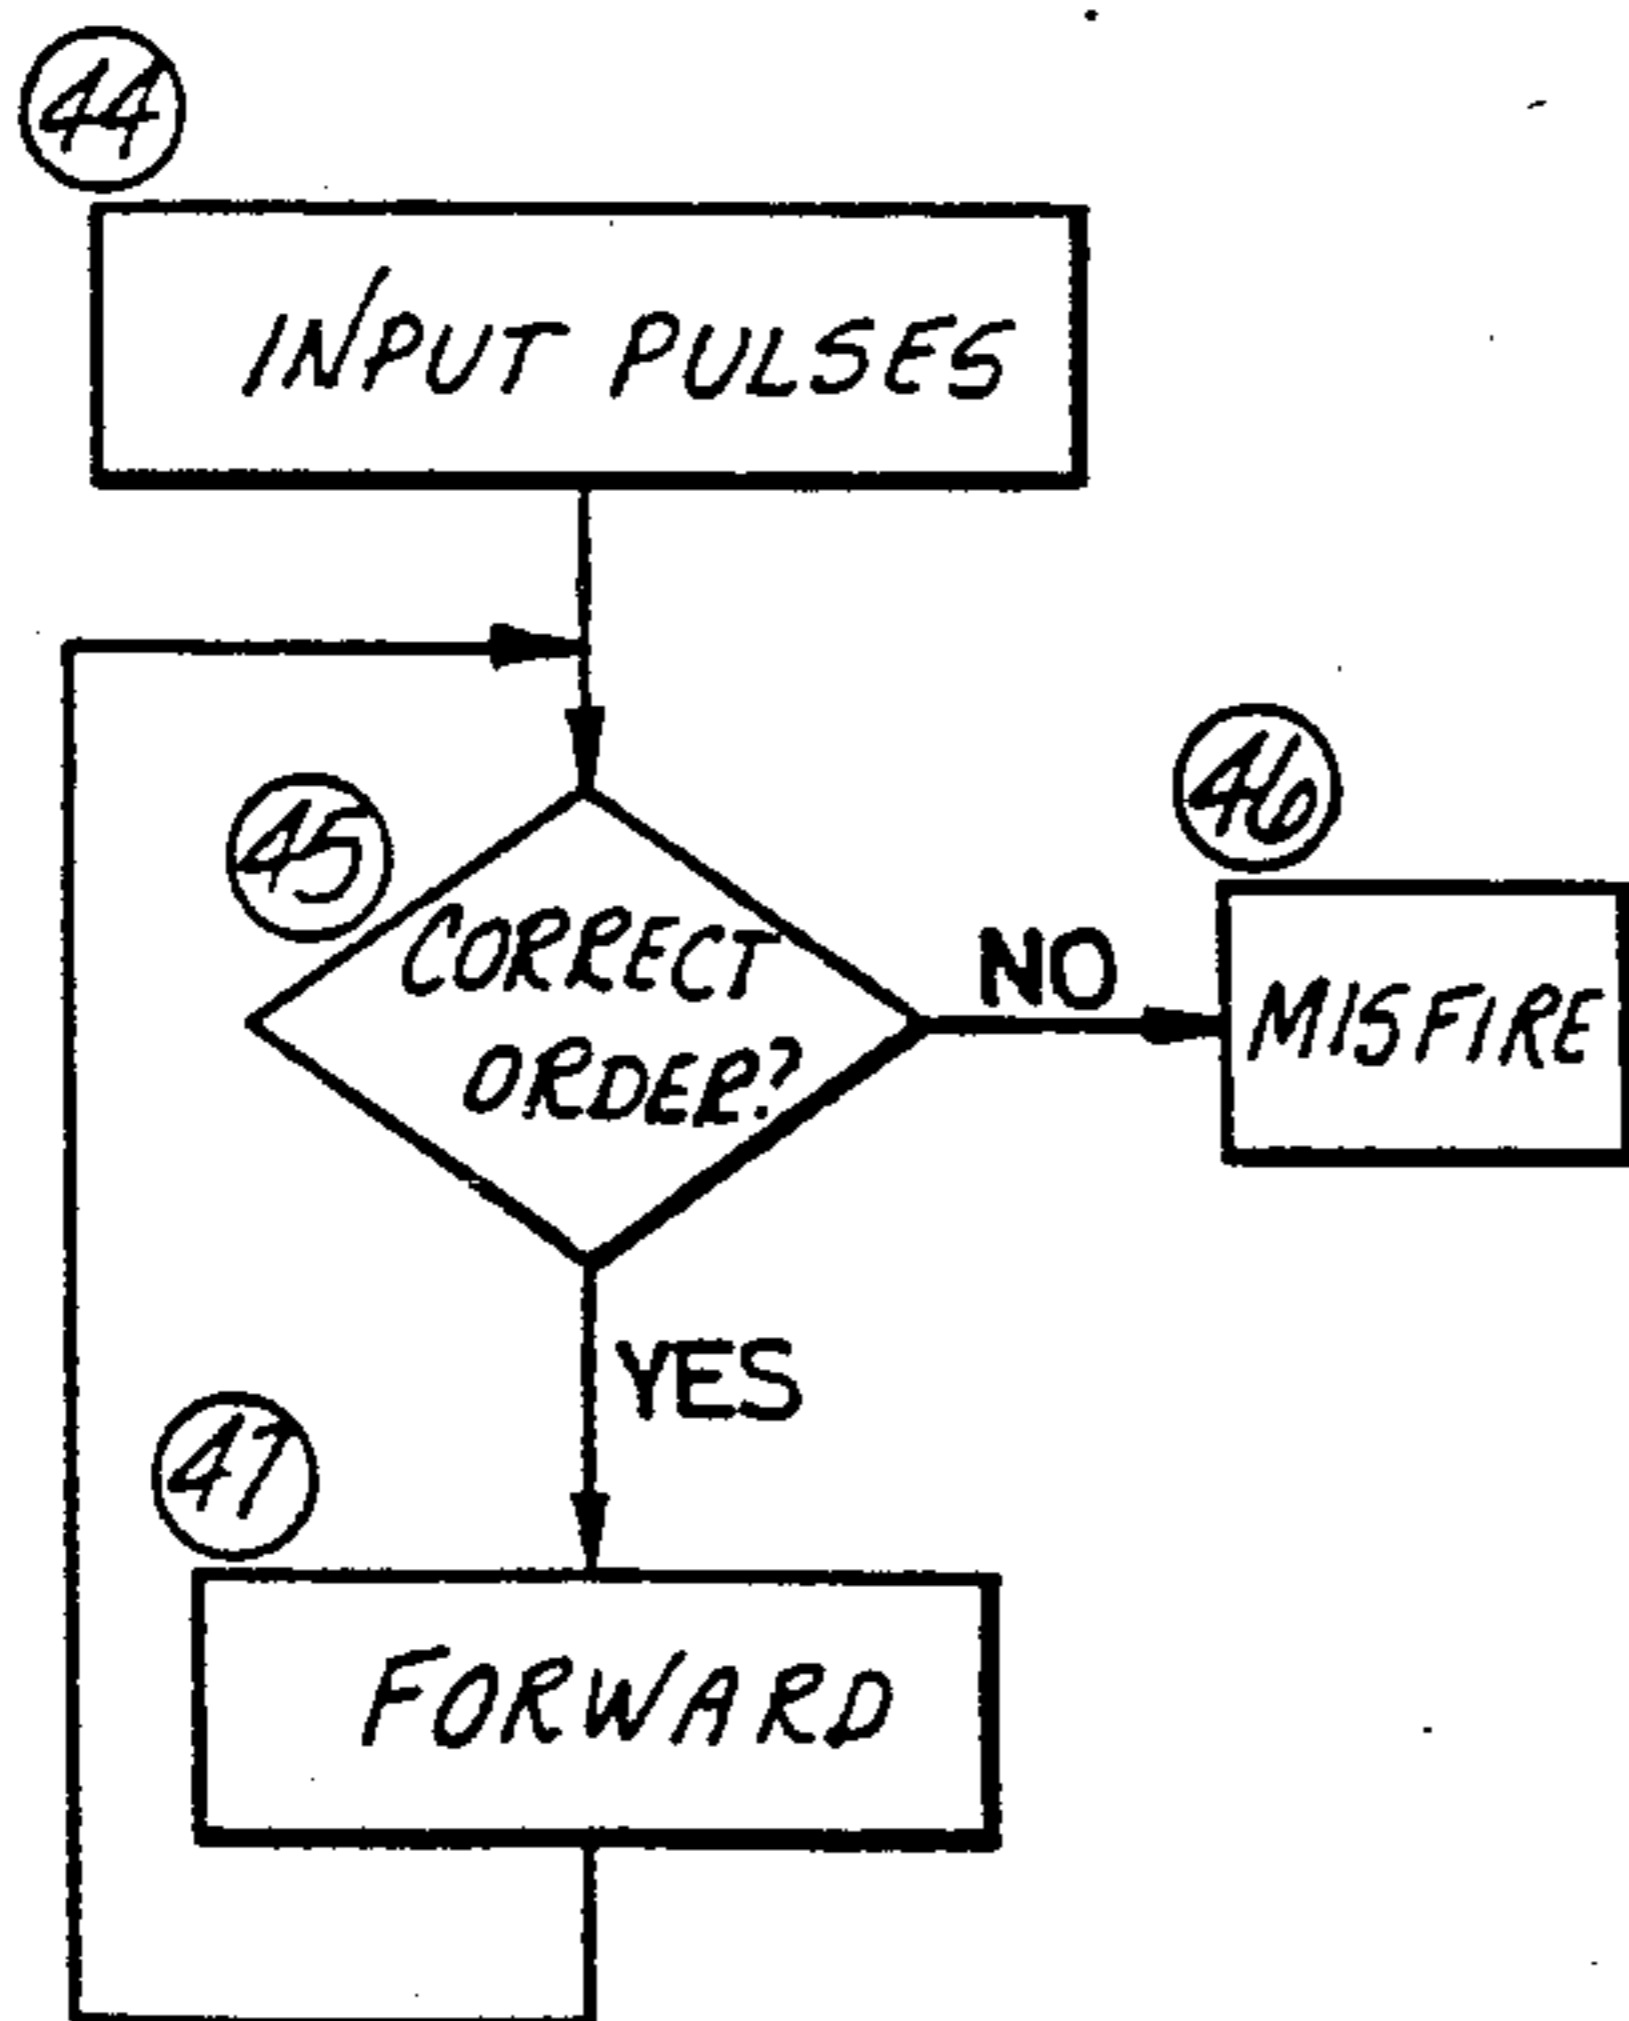 44
INPUT PULSES
45
CORRECT
ORDER?
NO
46
MISFIRE
YES
47
FORWARD